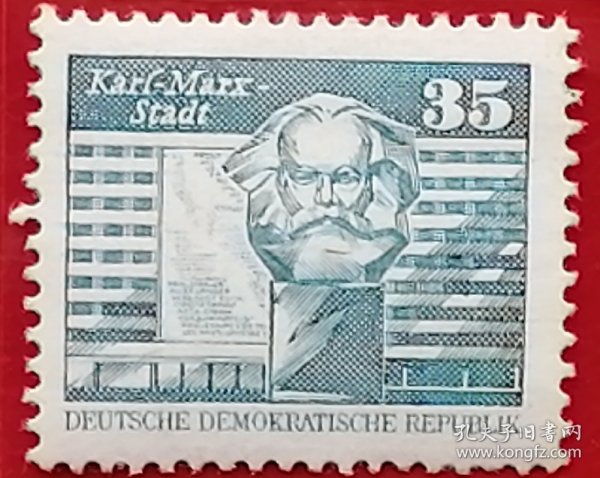 Karl-Marx-
Stadt
35
DEUTSCHE DEMOKRATISCHE REPUBLIK
孔夫子旧书网
www.kongfz.com